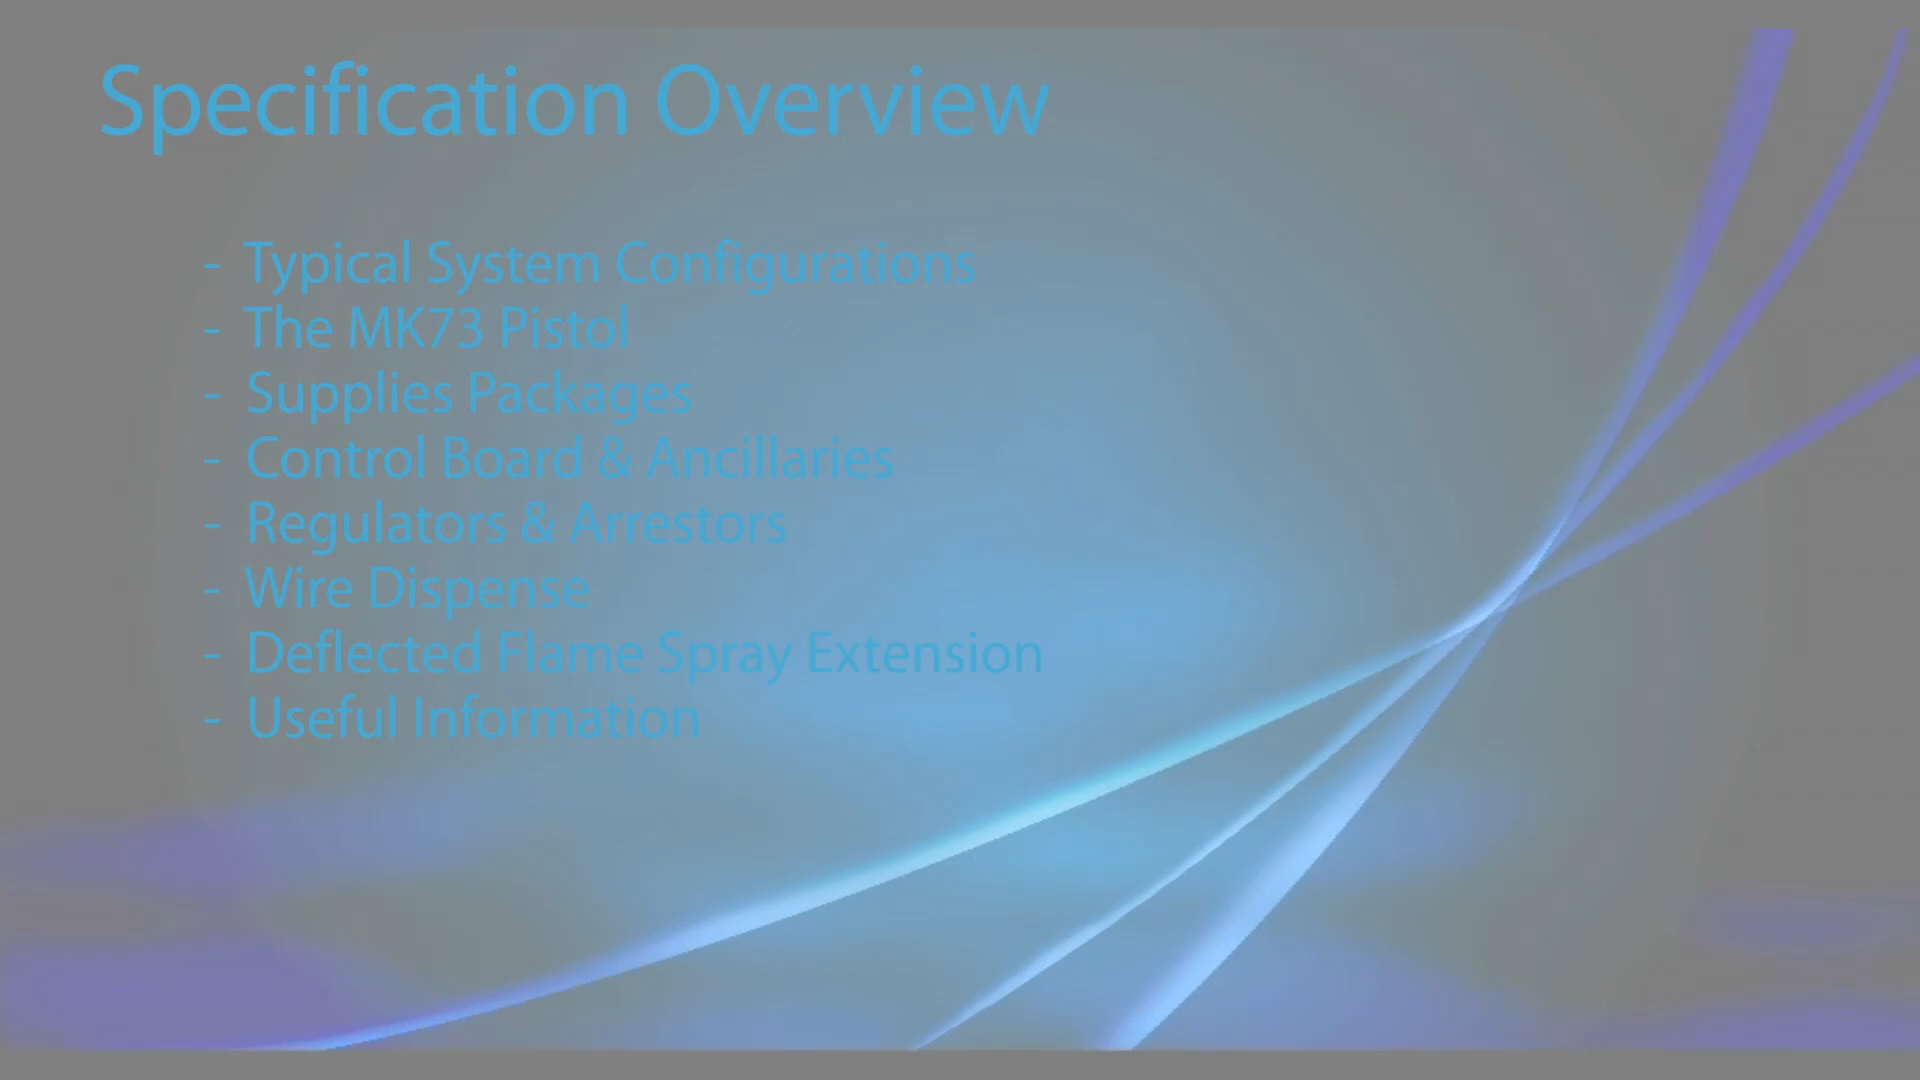 Specification Overview
- Typical System Configurations
- The MK73 Pistol
- Supplies Packages
- Control Board & Ancillaries
- Regulators & Arrestors
- Wire Dispense
- Deflected Flame Spray Extension
- Useful Information